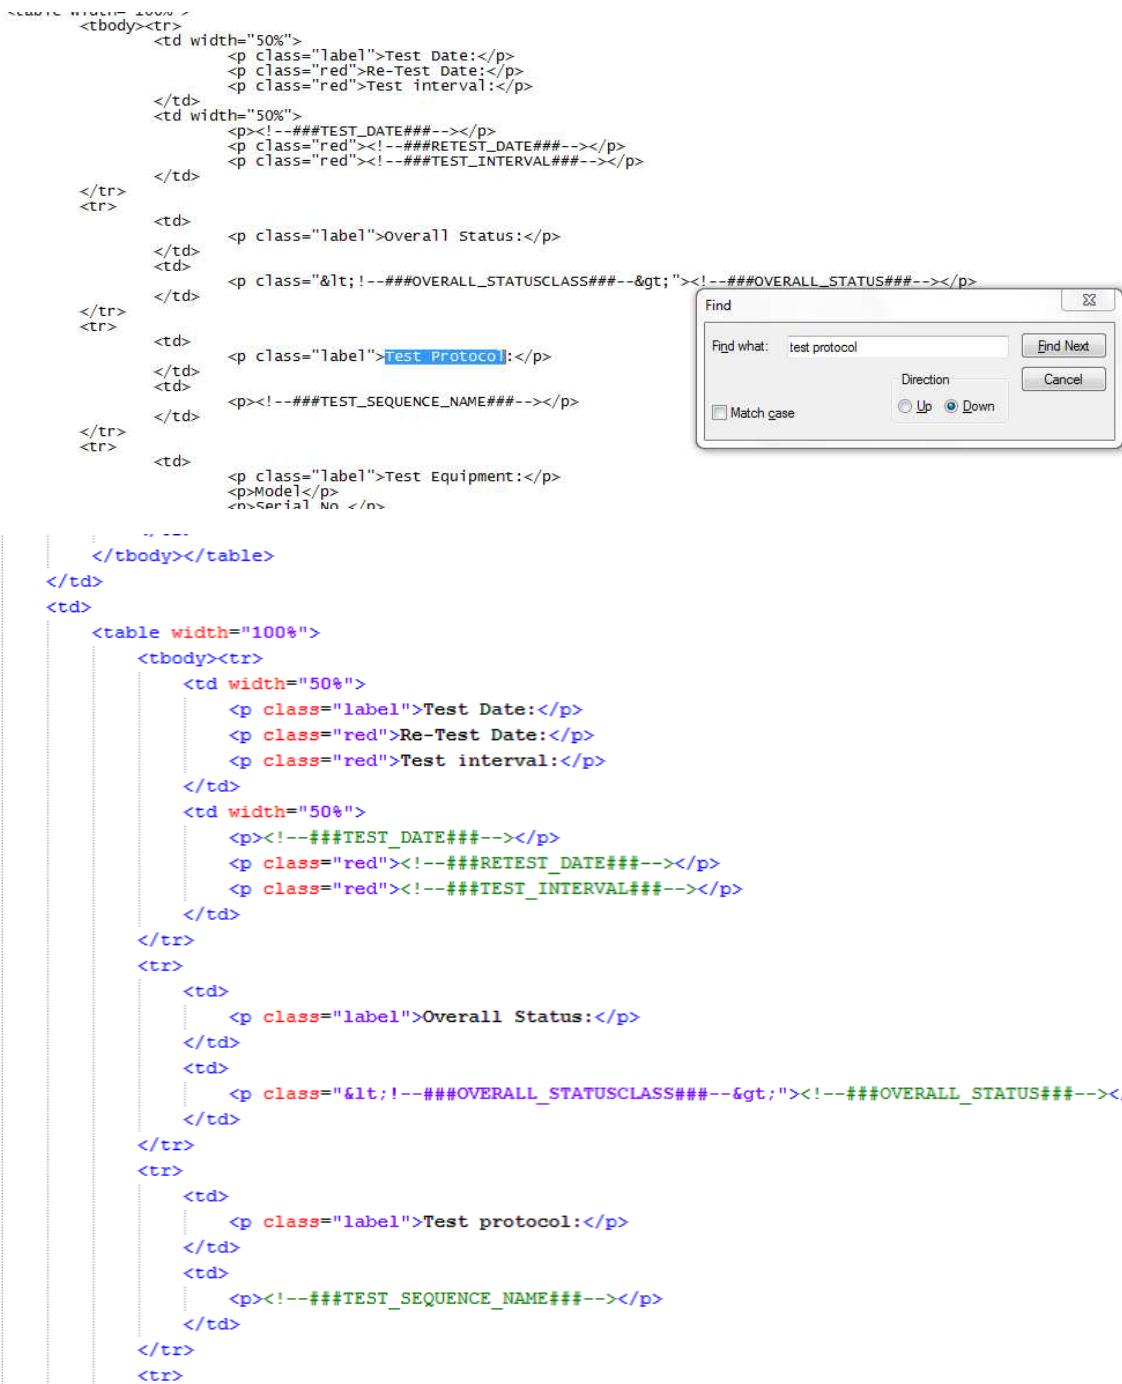 <table width="100%">
<tbody><tr>
<td width="50%">
<p class="label">Test Date:</p>
<p class="red">Re-Test Date:</p>
<p class="red">Test interval:</p>
</td>
<td width="50%">
<p><!--###TEST_DATE###--></p>
<p class="red"><!--###RETEST_DATE###--></p>
<p class="red"><!--###TEST_INTERVAL###--></p>
</td>
</tr>
<tr>
<td>
<p class="label">Overall Status:</p>
</td>
<td>
<p class="&lt;!--###OVERALL_STATUSCLASS###--&gt;"><!--###OVERALL_STATUS###--></p>
</td>
</tr>
<tr>
<td>
<p class="label">Test Protocol:</p>
</td>
<td>
<p><!--###TEST_SEQUENCE_NAME###--></p>
</td>
</tr>
<tr>
<td>
<p class="label">Test Equipment:</p>
<p>Model</p>
<p>Serial No </p>
Find
Find what: test protocol
Find Next
Direction
Cancel
Match case
Up Down
</tbody></table>
</td>
<td>
<table width="100%">
<tbody><tr>
<td width="50%">
<p class="label">Test Date:</p>
<p class="red">Re-Test Date:</p>
<p class="red">Test interval:</p>
</td>
<td width="50%">
<p><!--###TEST_DATE###--></p>
<p class="red"><!--###RETEST_DATE###--></p>
<p class="red"><!--###TEST_INTERVAL###--></p>
</td>
</tr>
<tr>
<td>
<p class="label">Overall Status:</p>
</td>
<td>
<p class="&lt;!--###OVERALL_STATUSCLASS###--&gt;"><!--###OVERALL_STATUS###--></
</td>
</tr>
<tr>
<td>
<p class="label">Test protocol:</p>
</td>
<td>
<p><!--###TEST_SEQUENCE_NAME###--></p>
</td>
</tr>
<tr>